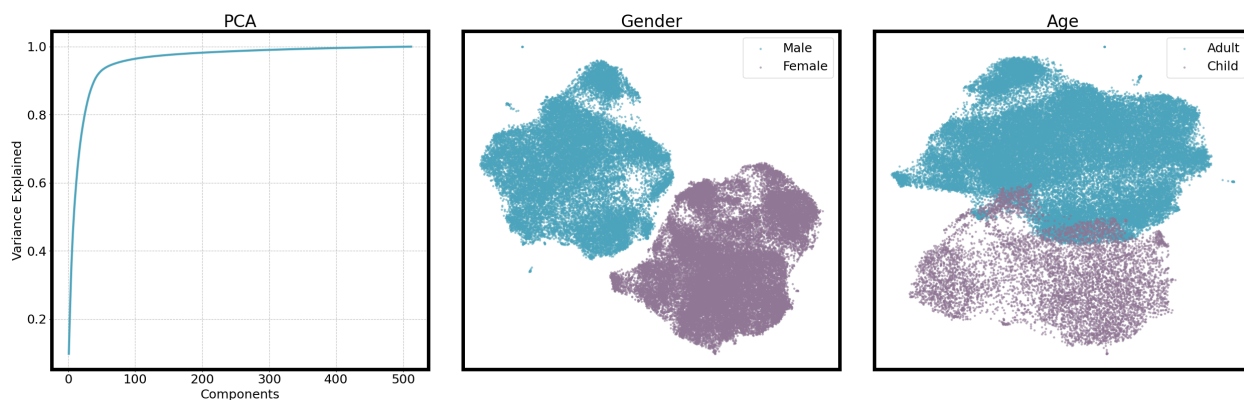 PCA
Variance Explained
1.0
0.8
0.6
0.4
0.2
0
100
200
300
400
500
Components
Gender
Male
Female
Age
Adult
Child